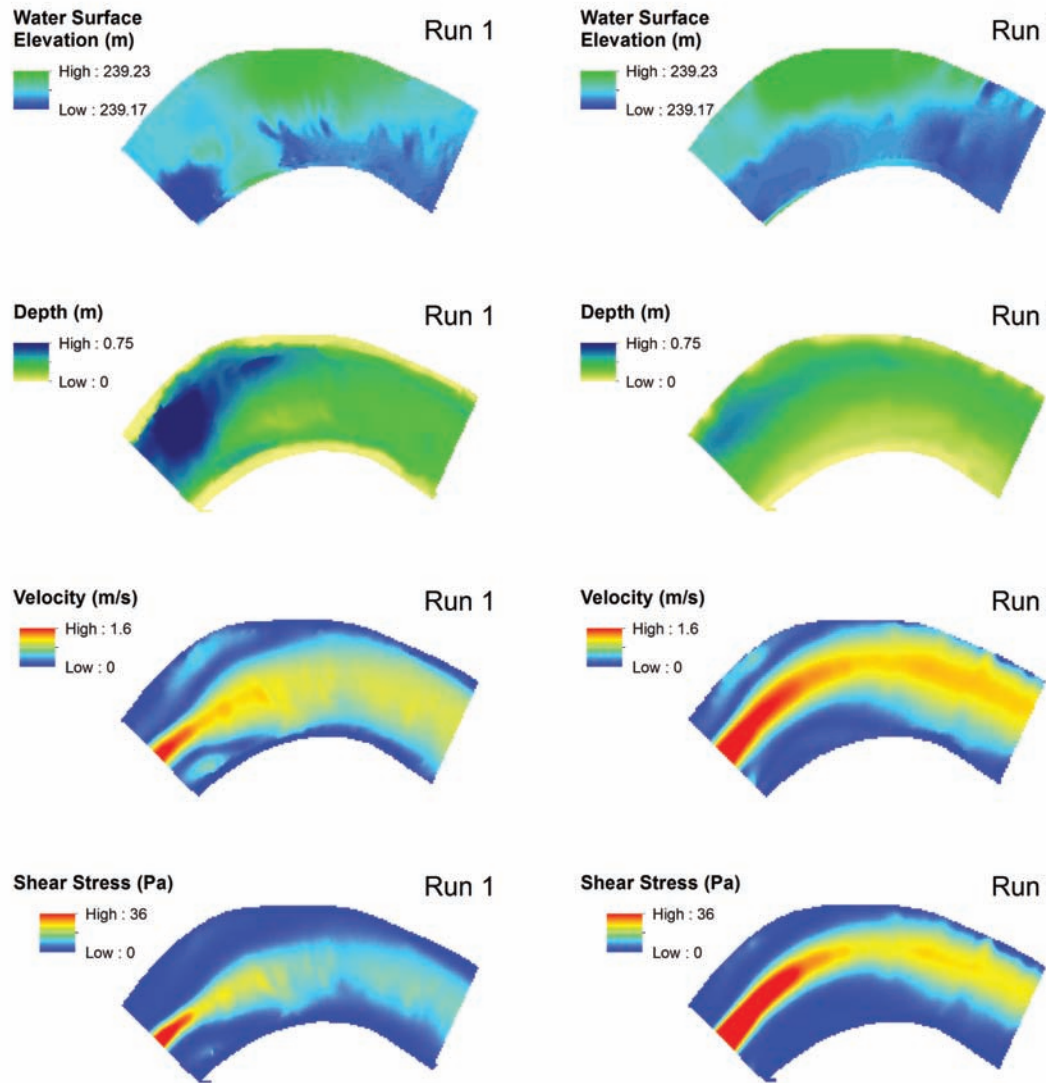 Water Surface
Elevation (m)
Run 1
High : 239.23
Low : 239.17
Water Surface
Elevation (m)
Run
High : 239.23
Low : 239.17
Depth (m)
Run 1
High : 0.75
Low : 0
Depth (m)
Run
High : 0.75
Low : 0
Velocity (m/s)
Run 1
High : 1.6
Low : 0
Velocity (m/s)
Run
High : 1.6
Low : 0
Shear Stress (Pa)
Run 1
High : 36
Low : 0
Shear Stress (Pa)
Run
High : 36
Low : 0